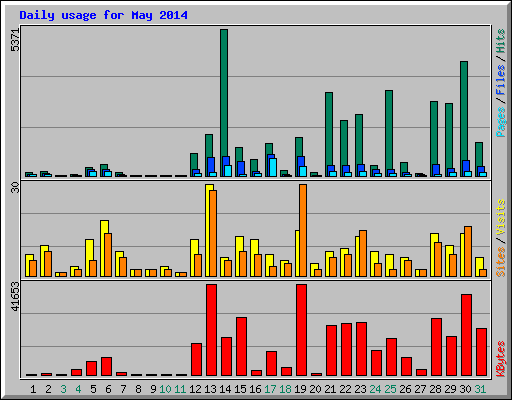 Daily usage for May 2014
5371
Pages / Files / Hits
30
Sites / Visits
41653
KBytes
1 2 3 4 5 6 7 8 9 10 11 12 13 14 15 16 17 18 19 20 21 22 23 24 25 26 27 28 29 30 31